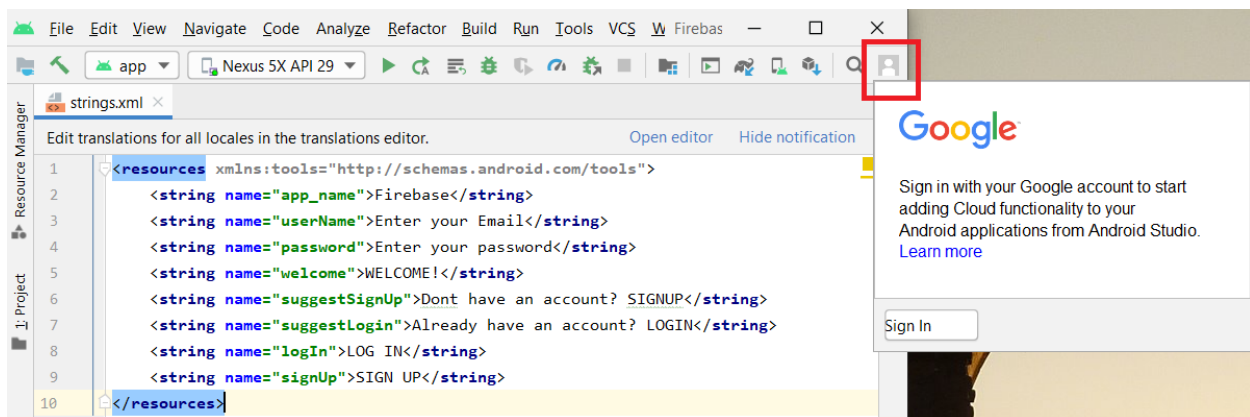 File Edit View Navigate Code Analyze Refactor Build Run Tools VCS W Firebas
app Nexus 5X API 29
strings.xml
Edit translations for all locales in the translations editor. Open editor Hide notification
Resource Manager
1: Project
1 <resources xmlns:tools="http://schemas.android.com/tools">
2 <string name="app_name">Firebase</string>
3 <string name="userName">Enter your Email</string>
4 <string name="password">Enter your password</string>
5 <string name="welcome">WELCOME!</string>
6 <string name="suggestSignUp">Dont have an account? SIGNUP</string>
7 <string name="suggestLogin">Already have an account? LOGIN</string>
8 <string name="logIn">LOG IN</string>
9 <string name="signUp">SIGN UP</string>
10 </resources>
Google
Sign in with your Google account to start
adding Cloud functionality to your
Android applications from Android Studio.
Learn more
Sign In